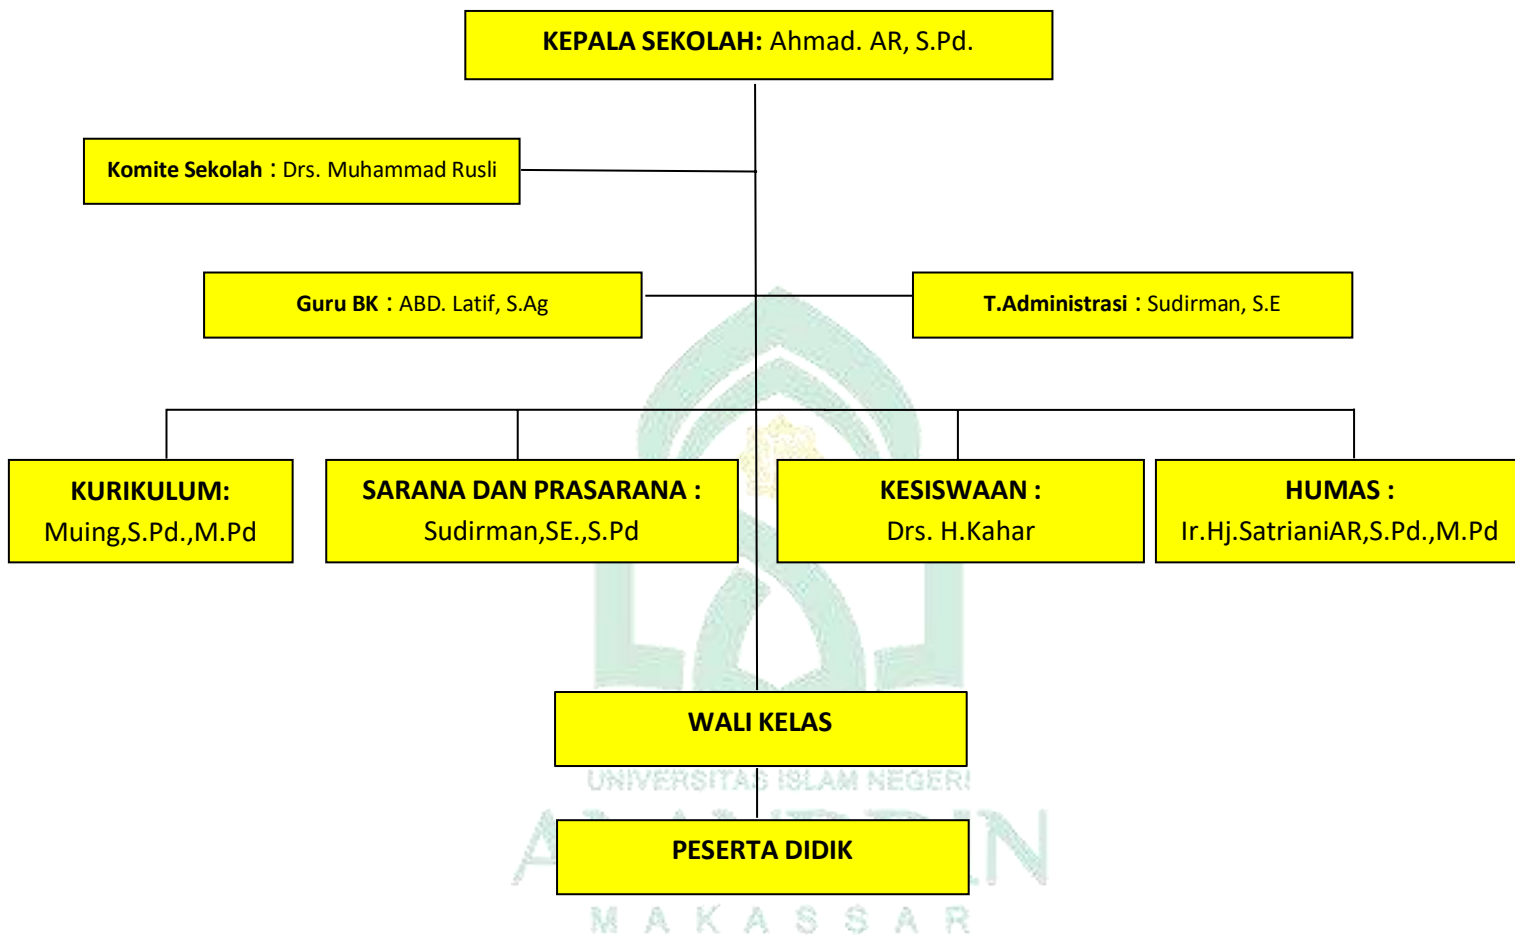 KEPALA SEKOLAH: Ahmad. AR, S.Pd.
Komite Sekolah : Drs. Muhammad Rusli
Guru BK : ABD. Latif, S.Ag
T.Administrasi : Sudirman, S.E
KURIKULUM:
Muing,S.Pd.,M.Pd
SARANA DAN PRASARANA :
Sudirman,SE.,S.Pd
KESISWAAN :
Drs. H.Kahar
HUMAS :
Ir.Hj.SatrianiAR,S.Pd.,M.Pd
WALI KELAS
UNIVERSITAS ISLAM NEGERI
PESERTA DIDIK
MAKASSAR